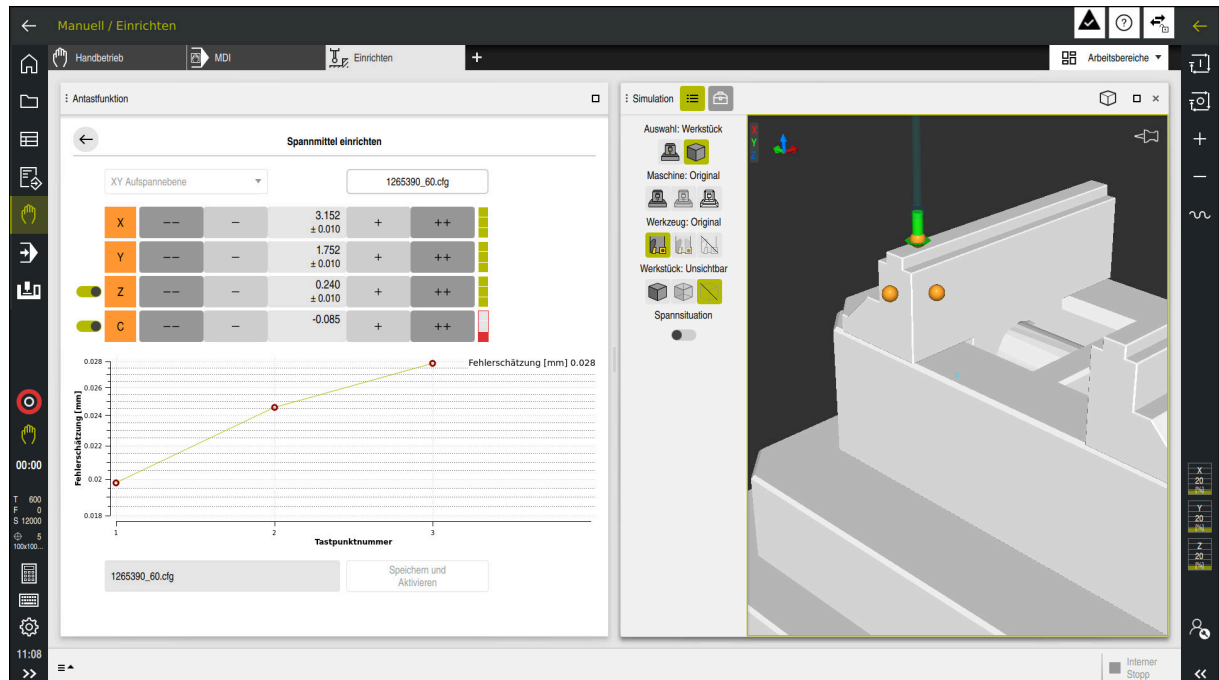 Manuell / Einrichten
Handbetrieb
MDI
Einrichten
+
Arbeitsbereiche
Antastfunktion
Spannmittel einrichten
XY Aufspannebene
1265390_60.cfg
X
−−
−
3.152
± 0.010
+
++
Y
−−
−
1.752
± 0.010
+
++
Z
−−
−
0.240
± 0.010
+
++
C
−−
−
-0.085
+
++
Fehlerschätzung [mm] 0.028
Fehlerschätzung [mm]
0.028
0.026
0.024
0.022
0.02
0.018
1
2
3
Tastpunktnummer
1265390_60.cfg
Speichern und
Aktivieren
Simulation
Auswahl: Werkstück
Maschine: Original
Werkzeug: Original
Werkstück: Unsichtbar
Spannsituation
X
Y
Z
00:00
T 600
F 0
S 12000
5
100x100...
11:08
X
20
[%]
Y
20
[%]
Z
20
[%]
Interner
Stopp